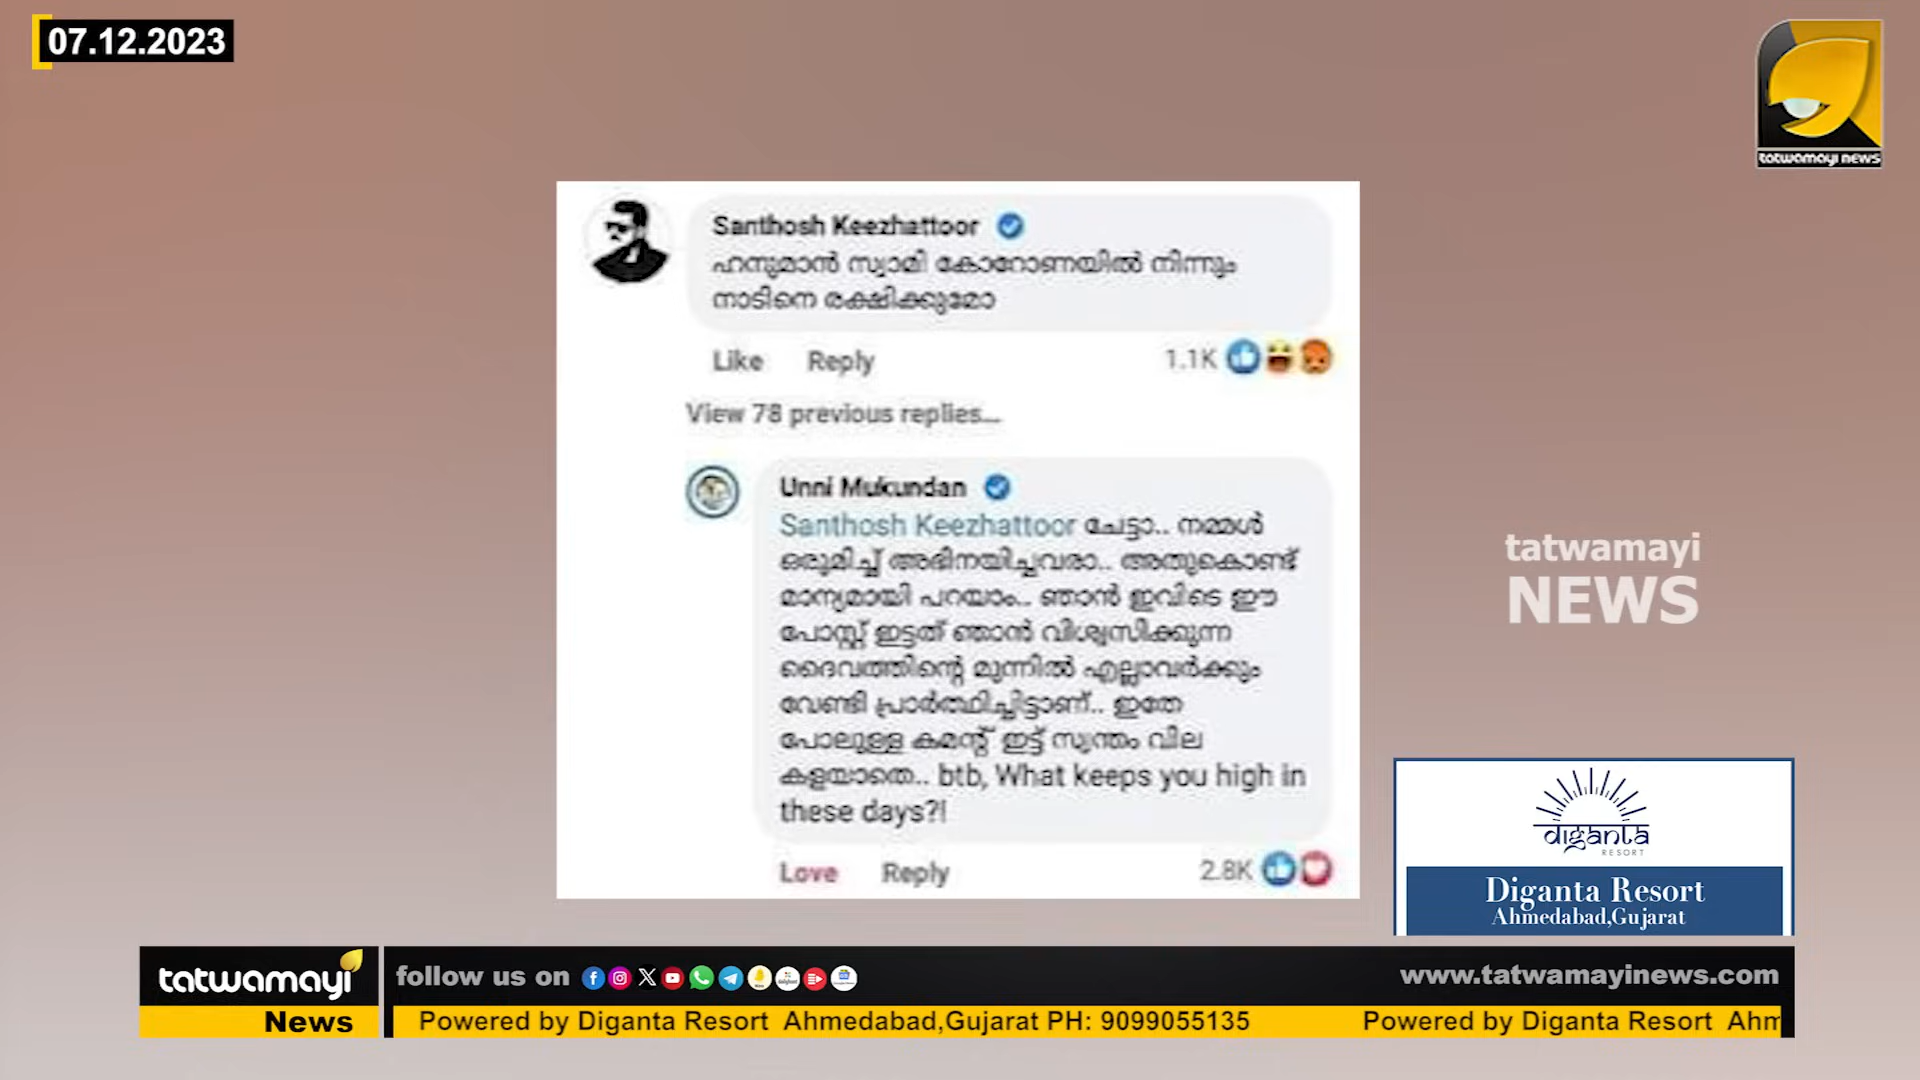 07.12.2023
tatwamayi news
Santhosh Keezhattoor
ഹനുമാൻ സ്വാമി കോറോണയിൽ നിന്നും
നാടിനെ രക്ഷിക്കുമോ
Like Reply 1.1K
View 78 previous replies...
Unni Mukundan
Santhosh Keezhattoor ചേട്ടാ.. നമ്മൾ
ഒരുമിച്ച് അഭിനയിച്ചവരാ.. അതുകൊണ്ട്
മാന്യമായി പറയാം.. ഞാൻ ഇവിടെ ഈ
പോസ്റ്റ് ഇട്ടത് ഞാൻ വിശ്വസിക്കുന്ന
ദൈവത്തിന്റെ മുന്നിൽ എല്ലാവർക്കും
വേണ്ടി പ്രാർത്ഥിച്ചിട്ടാണ്.. ഇതേ
പോലുള്ള കമന്റ് ഇട്ട് സ്വന്തം വില
കളയാതെ.. btb, What keeps you high in
these days?!
Love Reply 2.8K
tatwamayi
NEWS
diganta
RESORT
Diganta Resort
Ahmedabad,Gujarat
tatwamayi
News
follow us on
www.tatwamayinews.com
Powered by Diganta Resort Ahmedabad,Gujarat PH: 9099055135 Powered by Diganta Resort Ahm